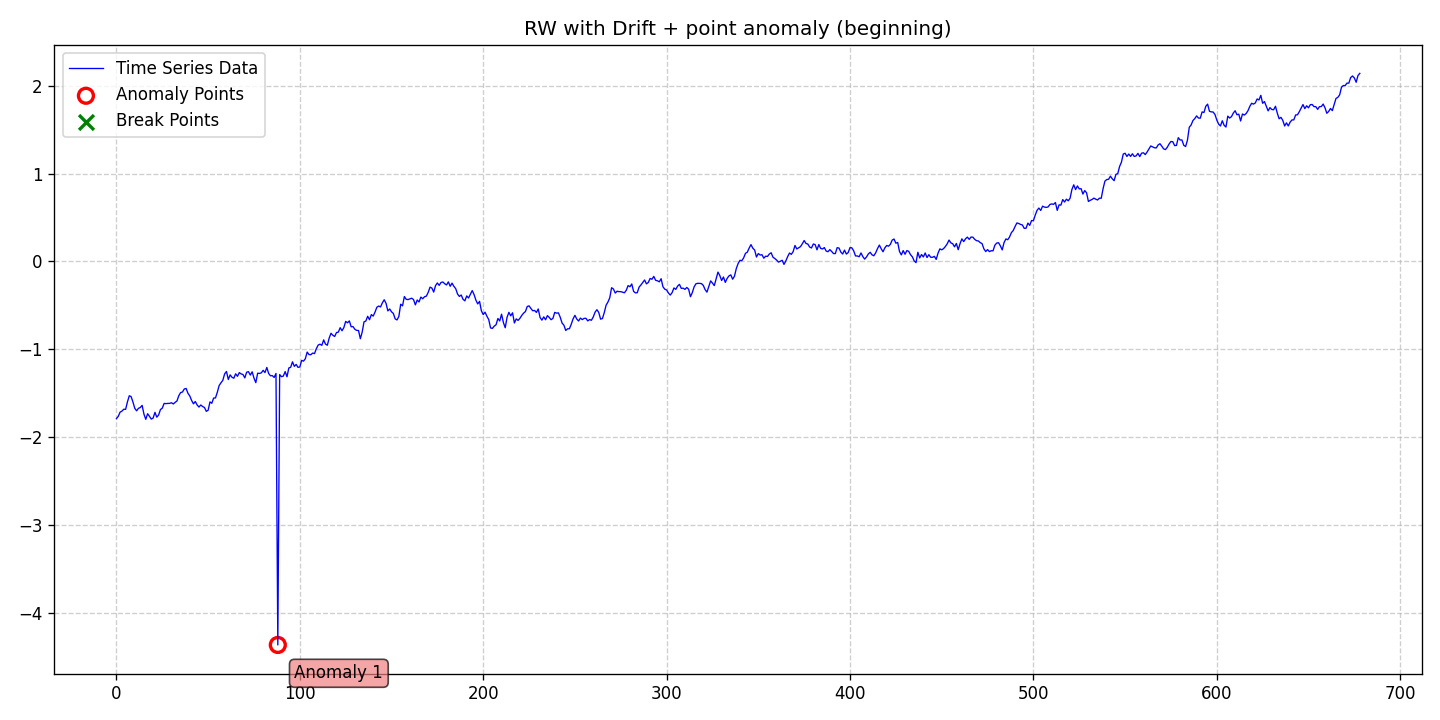 RW with Drift + point anomaly (beginning)
Time Series Data
Anomaly Points
Break Points
2
1
0
−1
−2
−3
−4
Anomaly 1
0 100 200 300 400 500 600 700